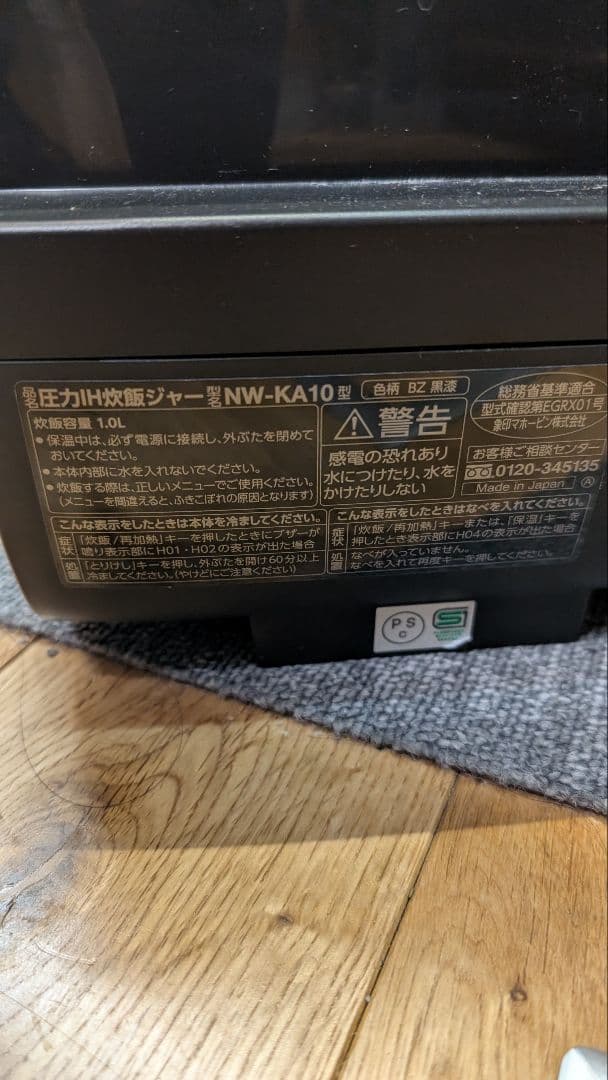 品名 圧力IH炊飯ジャー 型名 NW-KA10型 色柄 BZ 黒漆
炊飯容量 1.0L
●保温中は、必ず電源に接続し、外ぶたを閉めて
おいてください。
●本体内部に水を入れないでください。
●炊飯する際は、正しいメニューでご使用ください。
(メニューを間違えると、ふきこぼれの原因となります)
⚠警告
感電の恐れあり
水につけたり、水を
かけたりしない
総務省基準適合
型式確認第EGRX01号
象印マホービン株式会社
お客様ご相談センター
0120-345135
Made in Japan Ⓐ
こんな表示をしたときは本体を冷ましてください。
症状 「炊飯/再加熱」キーを押したときにブザーが
鳴り表示部にH01・H02の表示が出た場合
処置 「とりけし」キーを押し、外ぶたを開け60分以上
冷ましてください。(やけどにご注意ください)
こんな表示をしたときはなべを入れてください。
症状 「炊飯/再加熱」キーまたは、「保温」キーを
押したとき表示部にH04の表示が出た場合
処置 なべが入っていません。
なべを入れて再度キーを押してください。
PS
C